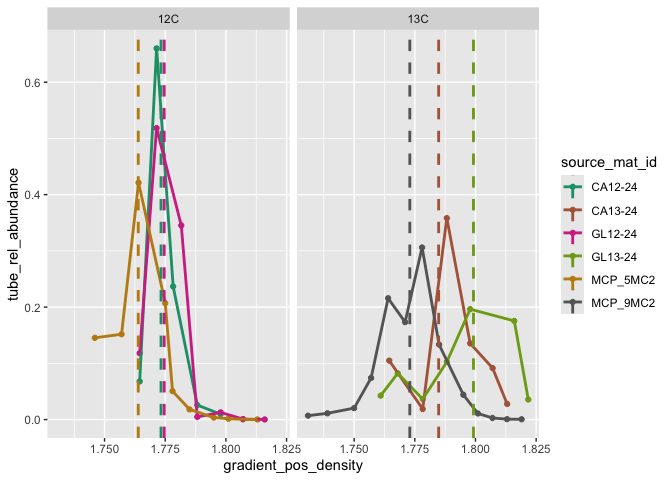 12C
13C
0.6
0.4
0.2
0.0
tube_rel_abundance
1.750
1.775
1.800
1.825
1.750
1.775
1.800
1.825
gradient_pos_density
source_mat_id
CA12-24
CA13-24
GL12-24
GL13-24
MCP_5MC2
MCP_9MC2